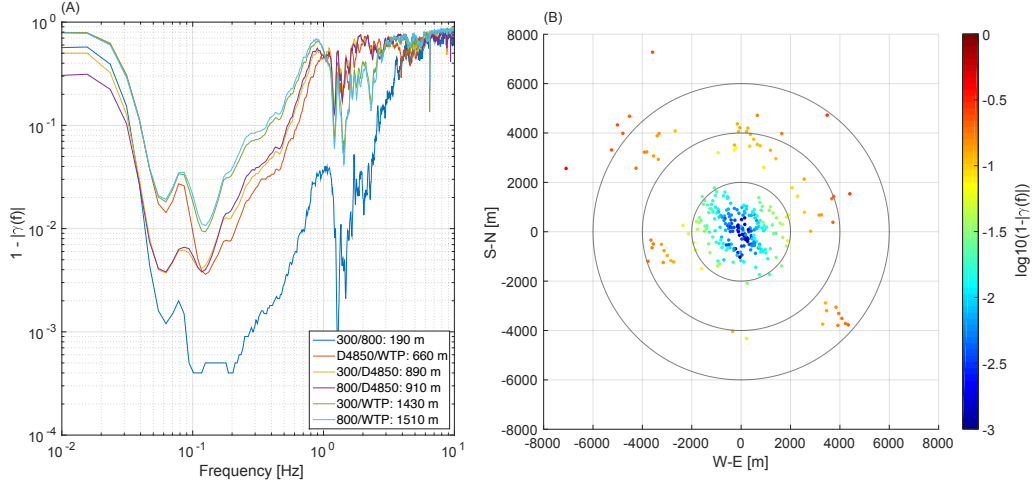 (A)
10^0
10^-1
10^-2
10^-3
10^-4
1 - |γ(f)|
10^-2
10^-1
10^0
10^1
Frequency [Hz]
300/800: 190 m
D4850/WTP: 660 m
300/D4850: 890 m
800/D4850: 910 m
300/WTP: 1430 m
800/WTP: 1510 m
(B)
8000
6000
4000
2000
0
-2000
-4000
-6000
-8000
S-N [m]
-8000 -6000 -4000 -2000 0 2000 4000 6000 8000
W-E [m]
0
-0.5
-1
-1.5
-2
-2.5
-3
log10(1-|γ(f)|)